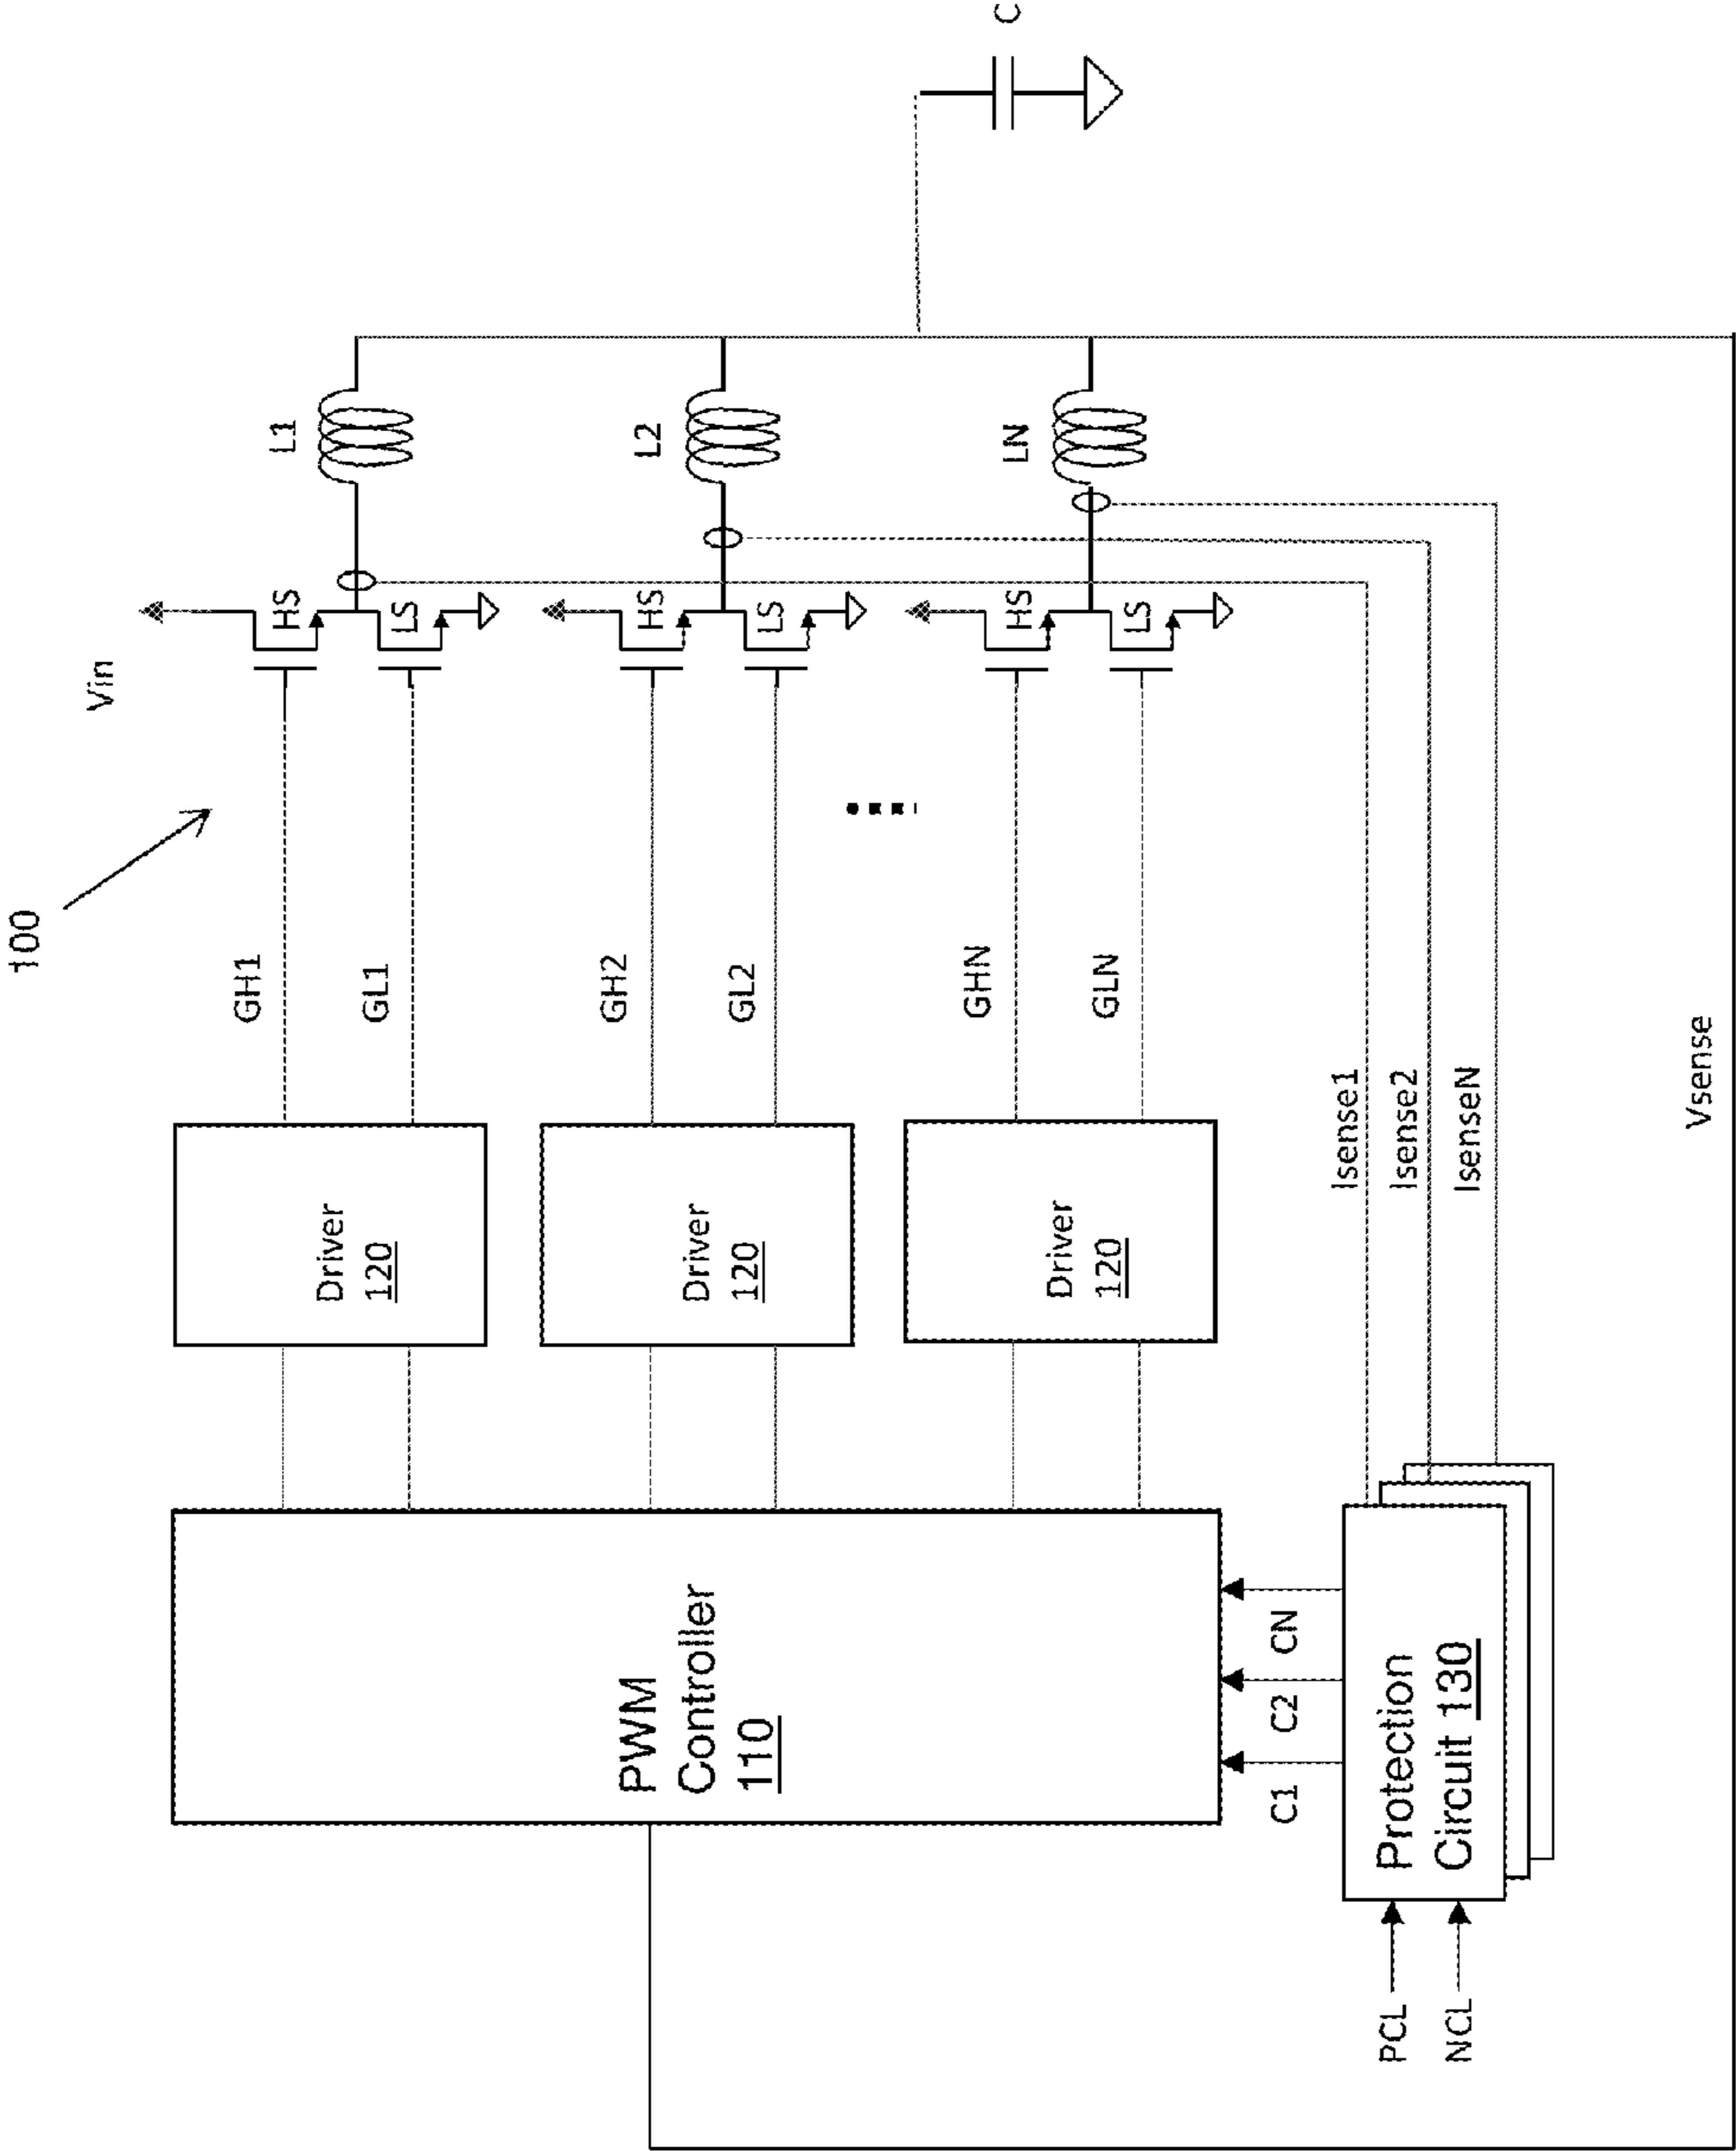 100
Vin
GH1
HS
L1
GL1
LS
Driver
120
GH2
HS
L2
GL2
LS
Driver
120
PWM
Controller
110
GHN
HS
LN
GLN
LS
Driver
120
C
C1
C2
CN
Isense1
Isense2
IsenseN
PCL
NCL
Protection
Circuit 130
Vsense